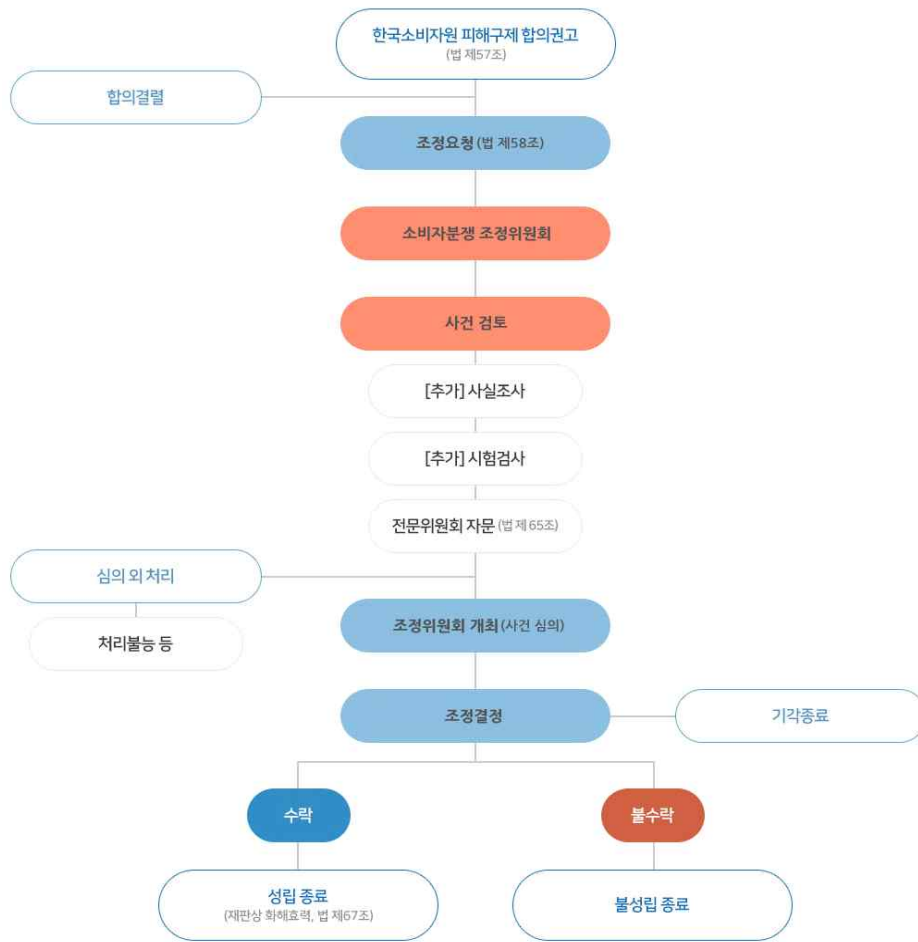 한국소비자원 피해구제 합의권고
(법 제57조)
합의결렬
조정요청 (법 제58조)
소비자분쟁 조정위원회
사건 검토
[추가] 사실조사
[추가] 시험검사
전문위원회 자문 (법 제 65조)
심의 외 처리
처리불능 등
조정위원회 개최 (사건 심의)
조정결정
기각종료
수락
불수락
성립 종료
(재판상 화해효력, 법 제67조)
불성립 종료